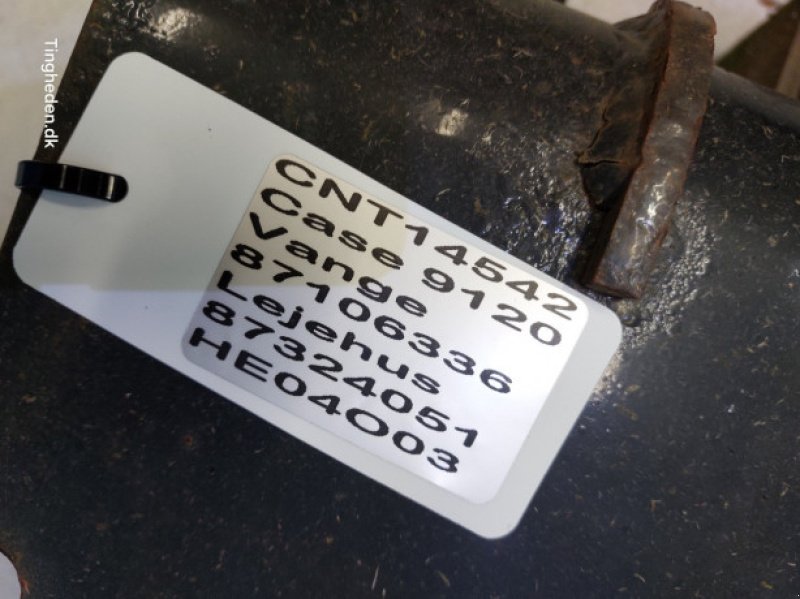 Tingheden.dk
CNT14542
Case 9120
Vange
87106336
Lejehus
87324051
HE04O03